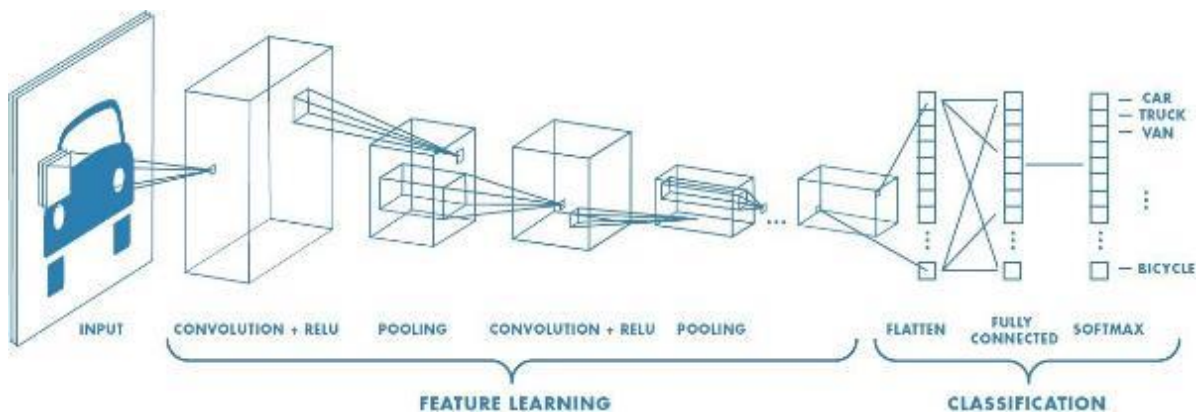 CAR
TRUCK
VAN
BICYCLE
INPUT
CONVOLUTION + RELU
POOLING
CONVOLUTION + RELU
POOLING
FLATTEN
FULLY
CONNECTED
SOFTMAX
FEATURE LEARNING
CLASSIFICATION